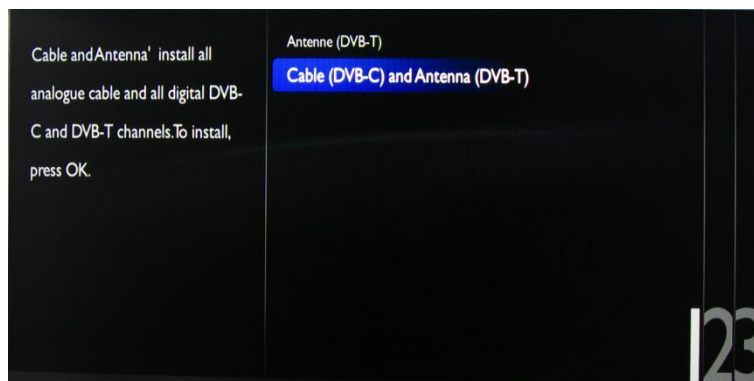 Cable and Antenna' install all
analogue cable and all digital DVB-
C and DVB-T channels.To install,
press OK.
Antenne (DVB-T)
Cable (DVB-C) and Antenna (DVB-T)
123